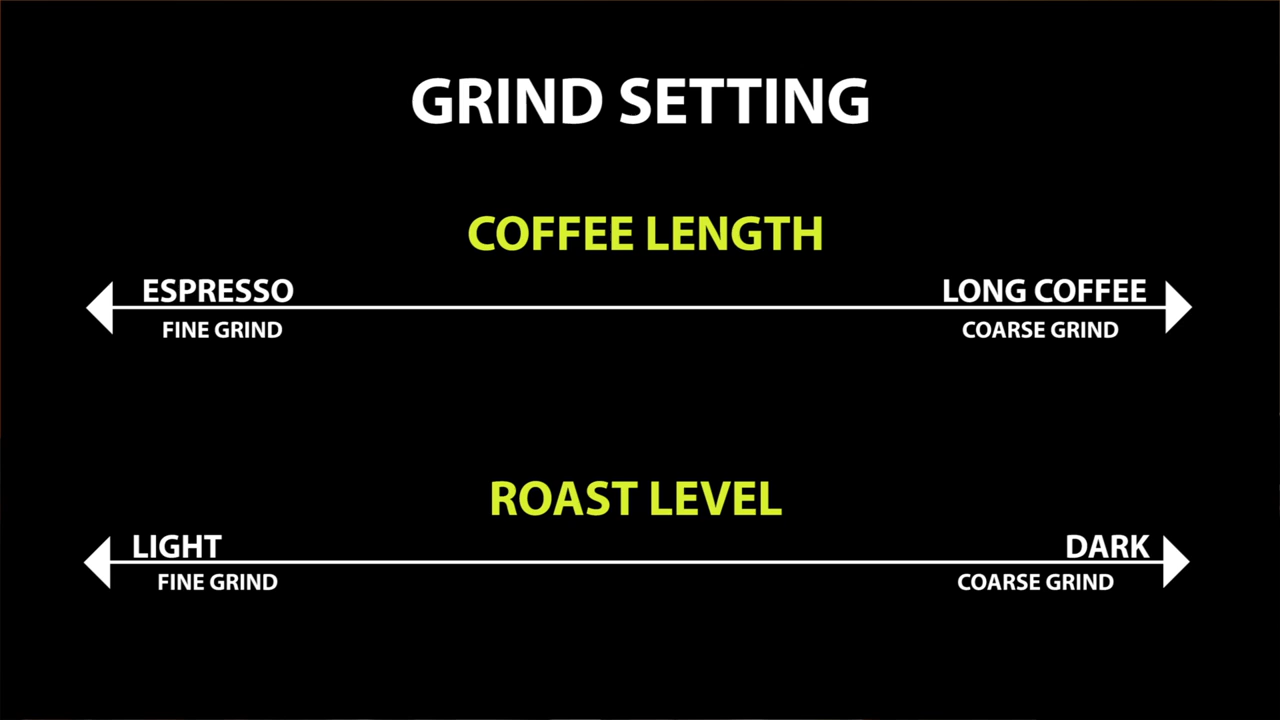 GRIND SETTING
COFFEE LENGTH
ESPRESSO LONG COFFEE
FINE GRIND COARSE GRIND
ROAST LEVEL
LIGHT DARK
FINE GRIND COARSE GRIND